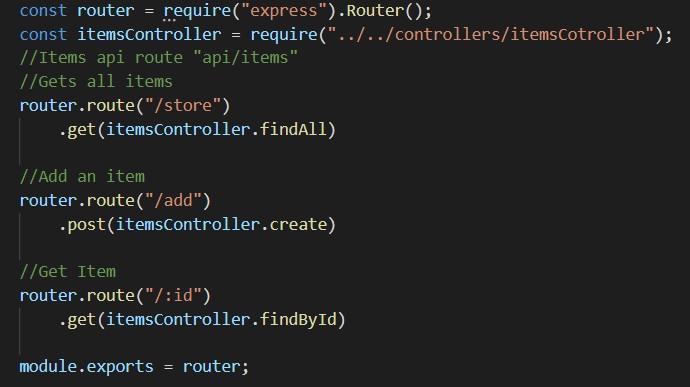 const router = require("express").Router();
const itemsController = require("../../controllers/itemsCotroller");
//Items api route "api/items"
//Gets all items
router.route("/store")
.get(itemsController.findAll)
//Add an item
router.route("/add")
.post(itemsController.create)
//Get Item
router.route("/:id")
.get(itemsController.findById)
module.exports = router;